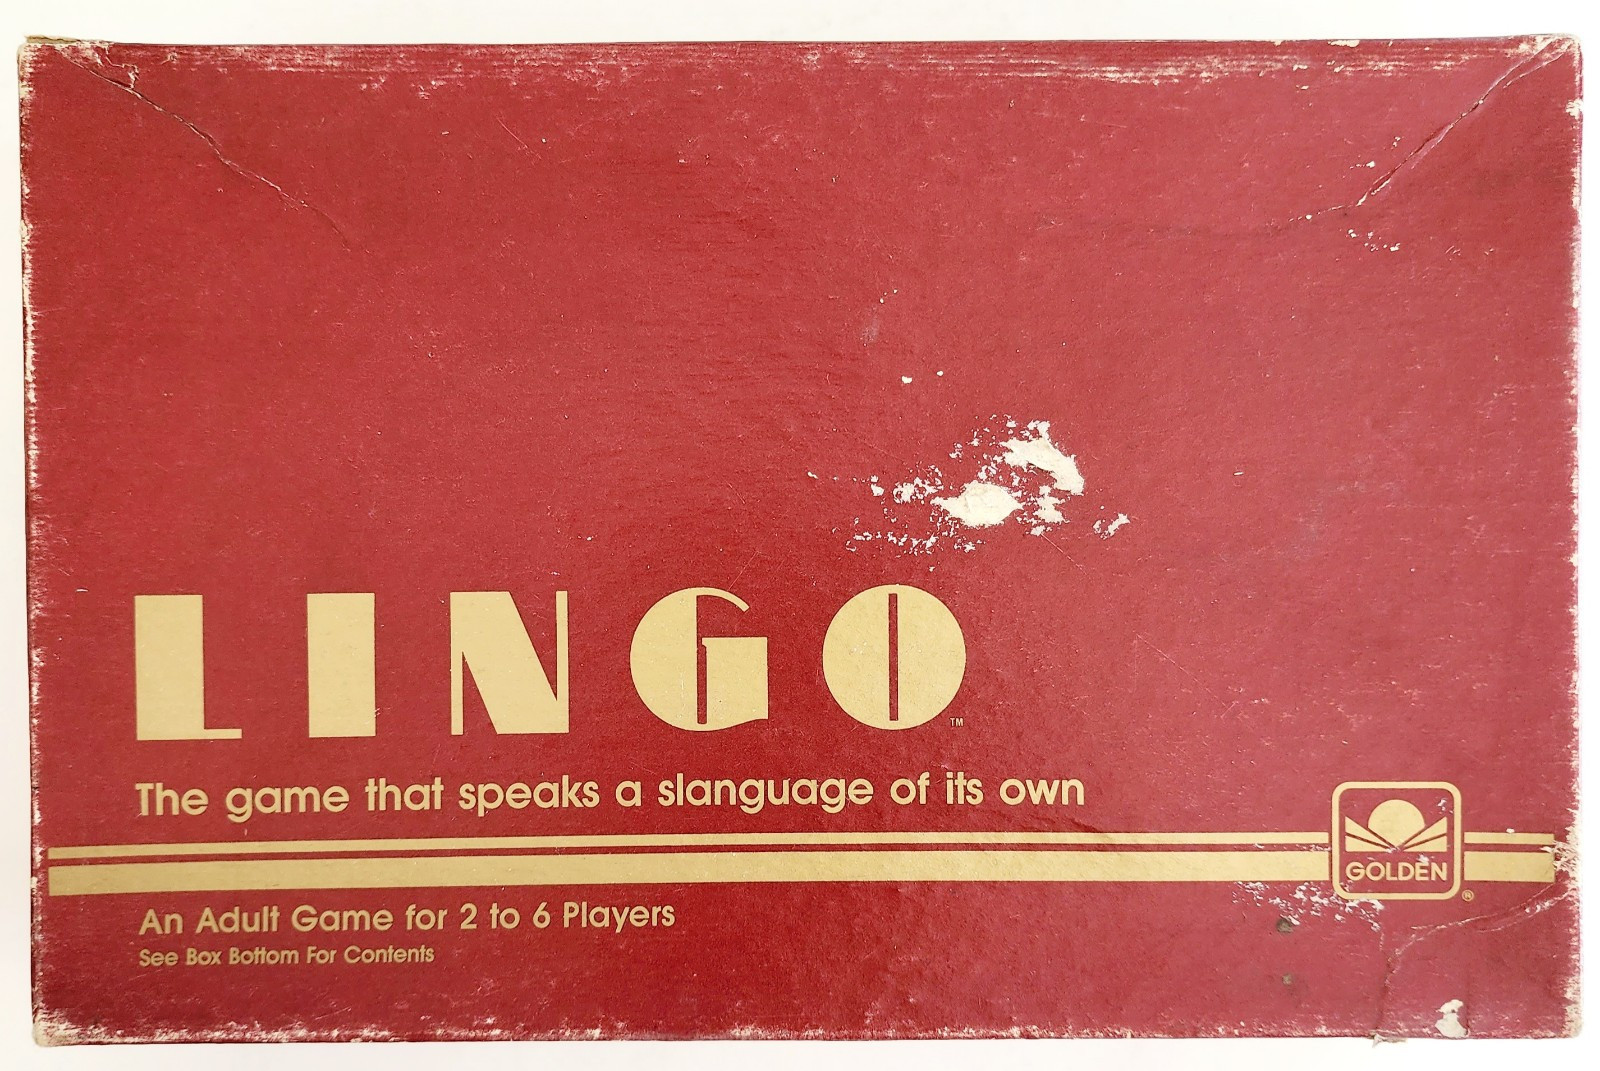 LINGO™
The game that speaks a slanguage of its own
GOLDEN®
An Adult Game for 2 to 6 Players
See Box Bottom For Contents